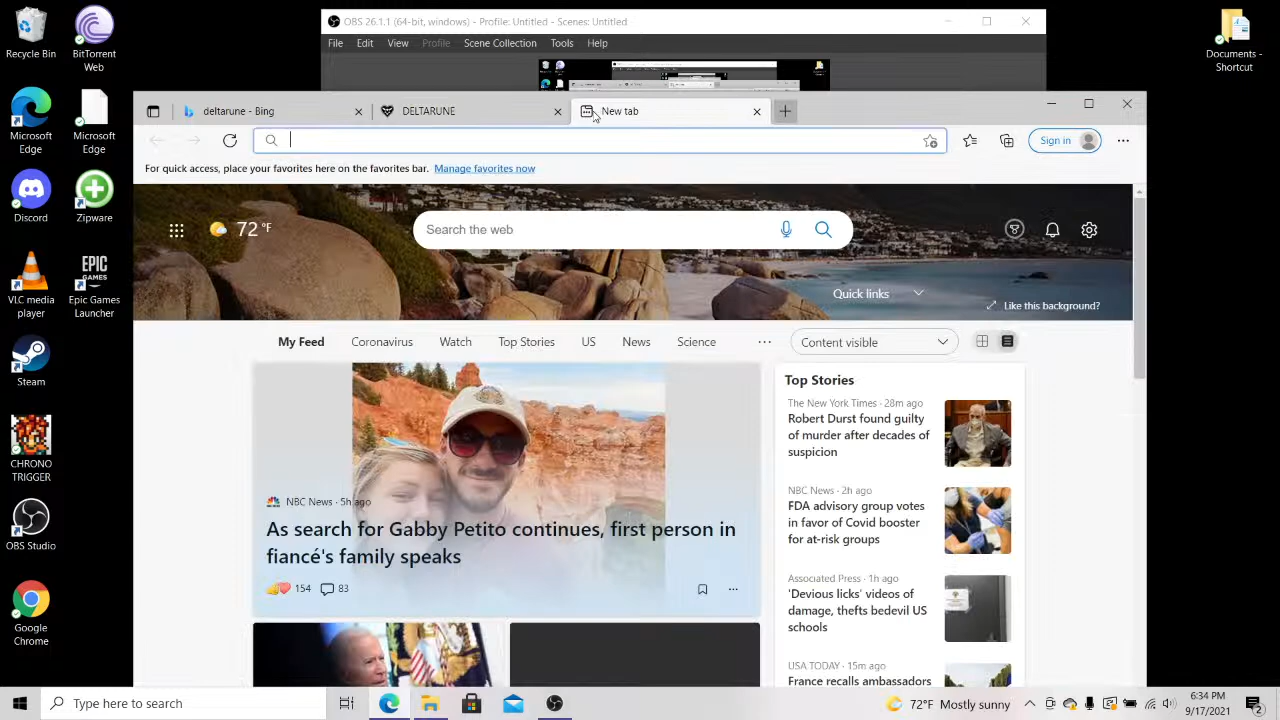 Recycle Bin
BitTorrent
Web
Microsoft
Edge
Microsoft
Edge
Discord
Zipware
VLC media
player
EPIC
GAMES
Epic Games
Launcher
Steam
CHRONO
TRIGGER
OBS Studio
Google
Chrome
Documents -
Shortcut
OBS 26.1.1 (64-bit, windows) - Profile: Untitled - Scenes: Untitled
File Edit View Profile Scene Collection Tools Help
deltarune - Bing
DELTARUNE
New tab
Sign in
For quick access, place your favorites here on the favorites bar. Manage favorites now
72 °F
Search the web
Quick links
Like this background?
My Feed Coronavirus Watch Top Stories US News Science
Content visible
NBC News · 5h ago
As search for Gabby Petito continues, first person in
fiancé's family speaks
154 83
Top Stories
The New York Times · 28m ago
Robert Durst found guilty
of murder after decades of
suspicion
NBC News · 2h ago
FDA advisory group votes
in favor of Covid booster
for at-risk groups
Associated Press · 1h ago
'Devious licks' videos of
damage, thefts bedevil US
schools
USA TODAY · 15m ago
France recalls ambassadors
Type here to search
72°F Mostly sunny
6:34 PM
9/17/2021
2